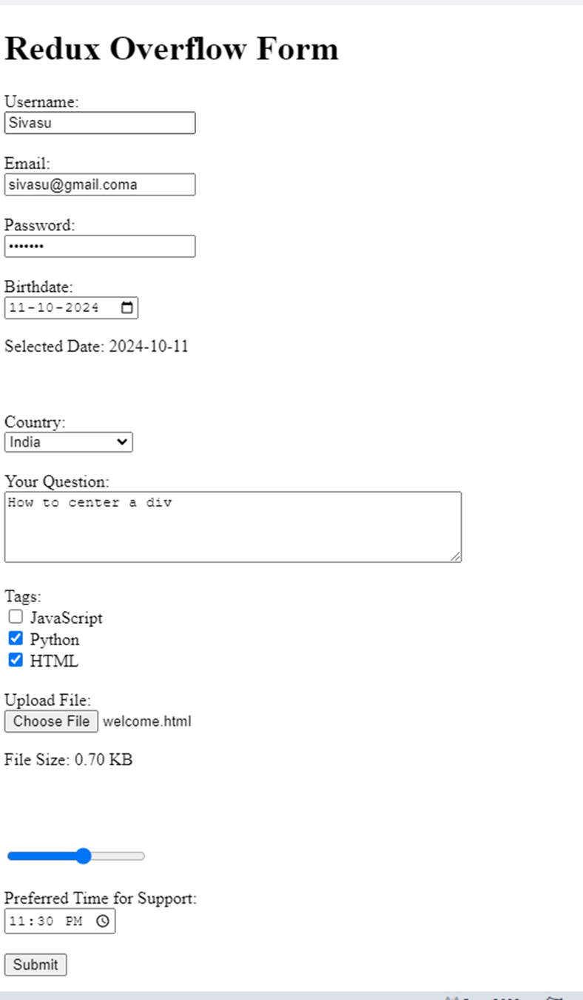 Redux Overflow Form
Username:
Sivasu
Email:
sivasu@gmail.coma
Password:
•••••••
Birthdate:
11-10-2024
Selected Date: 2024-10-11
Country:
India
Your Question:
How to center a div
Tags:
JavaScript
Python
HTML
Upload File:
Choose File welcome.html
File Size: 0.70 KB
Preferred Time for Support:
11:30 PM
Submit